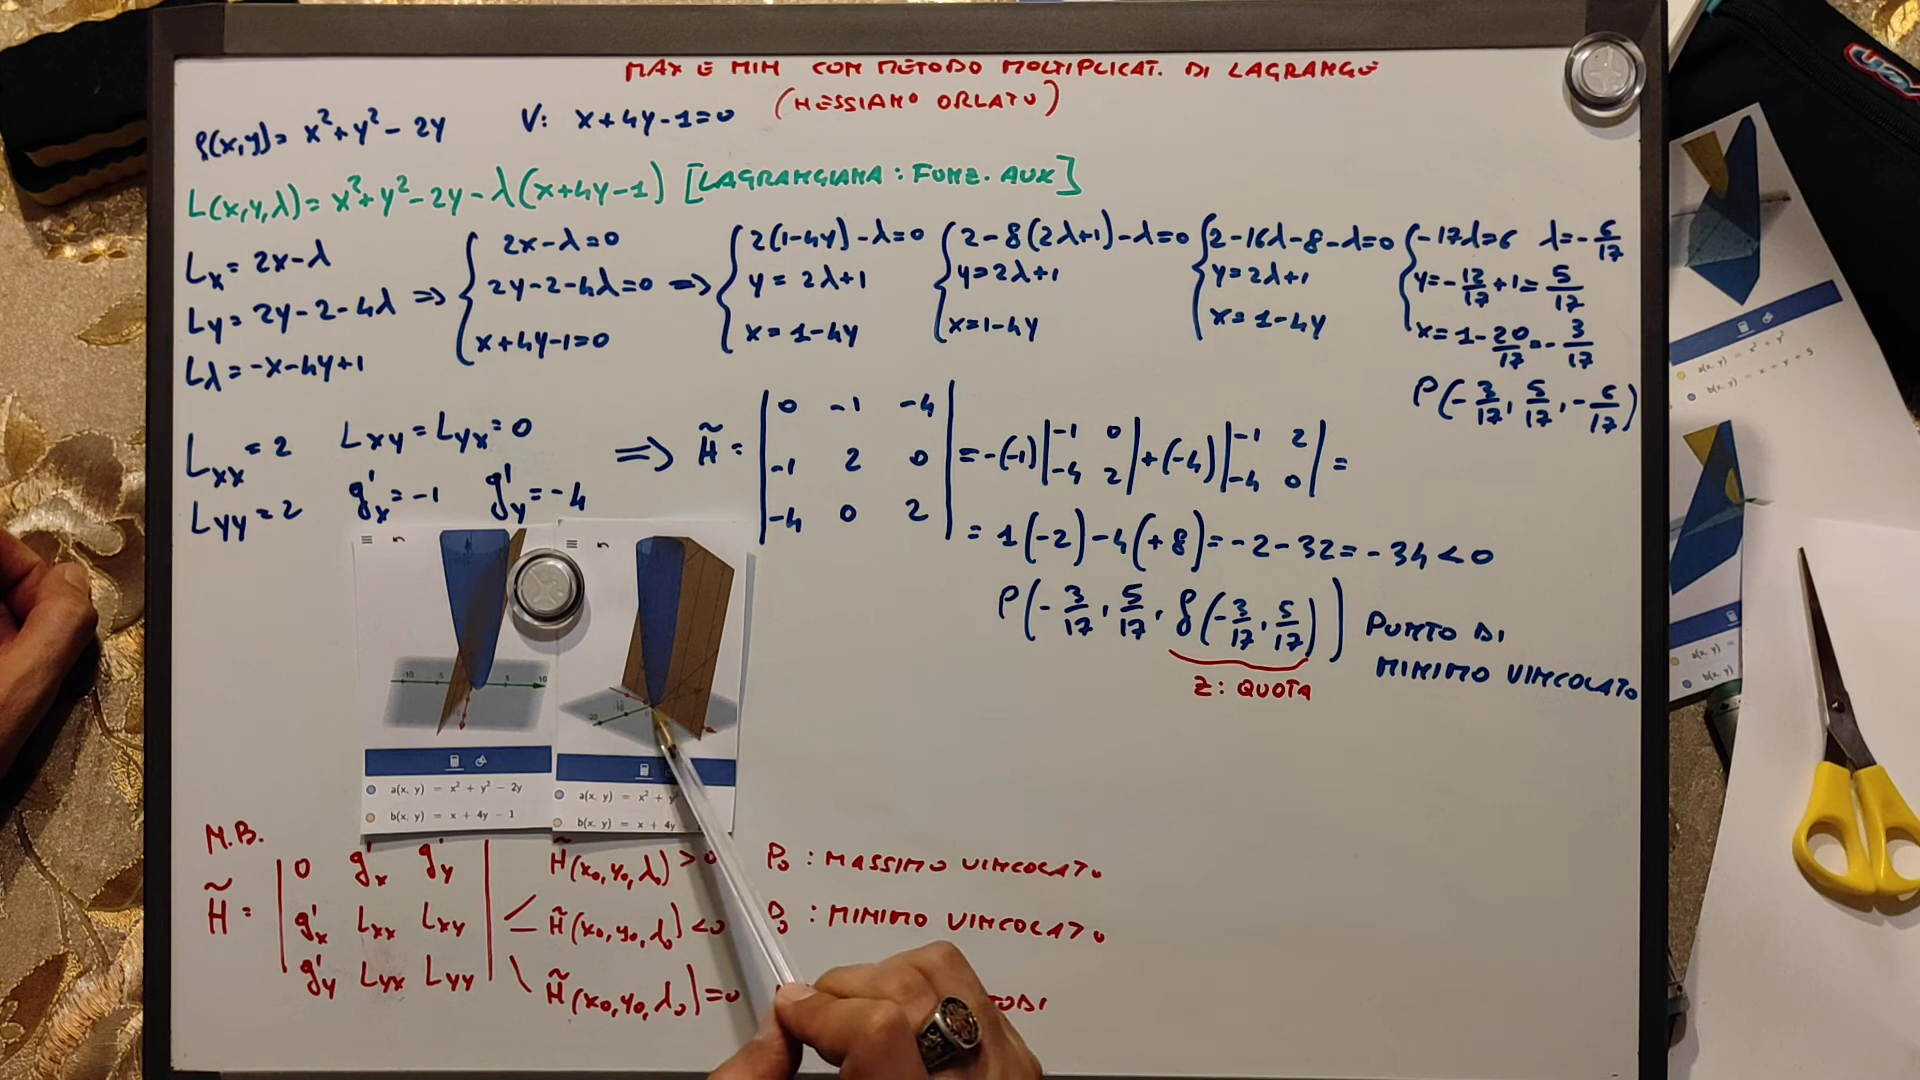 MAX E MIN CON METODO MOLTIPLICAT. DI LAGRANGE
(HESSIANO ORLATO)
f(x,y)= x²+y²-2y V: x+4y-1=0
L(x,y,λ)= x²+y²-2y-λ(x+4y-1) [LAGRANGIANA: FUNZ. AUX]
Lx= 2x-λ
Ly= 2y-2-4λ
Lλ=-x-4y+1
⇒ { 2x-λ=0
2y-2-4λ=0
x+4y-1=0
⇒ { 2(1-4y)-λ=0
y= 2λ+1
x= 1-4y
{ 2-8(2λ+1)-λ=0
y=2λ+1
x=1-4y
{ 2-16λ-8-λ=0
y=2λ+1
x= 1-4y
{ -17λ=6 λ=-6/17
y=-12/17+1=5/17
x= 1-20/17=-3/17
P(-3/17, 5/17, -6/17)
Lxx=2 Lxy=Lyx=0
Lyy=2 g'x=-1 g'y=-4
⇒ H̃= | 0 -1 -4 |
| -1 2 0 |
| -4 0 2 |
=-(-1)| -1 0 | +(-4)| -1 2 | =
| -4 2 | | -4 0 |
= 1(-2)-4(+8)=-2-32=-34<0
P(-3/17, 5/17, f(-3/17, 5/17)) PUNTO DI
MINIMO VINCOLATO
Z: QUOTA
a(x, y) = x² + y² - 2y
b(x, y) = x + 4y - 1
a(x, y) = x² + y²
b(x, y) = x + 4y
N.B.
H̃= | 0 g'x g'y |
| g'x Lxx Lxy |
| g'y Lyx Lyy |
H̃(x₀,y₀,λ₀)>0 P₀: MASSIMO VINCOLATO
H̃(x₀,y₀,λ₀)<0 P₀: MINIMO VINCOLATO
H̃(x₀,y₀,λ₀)=0
a(x, y) = x² + y²
b(x, y) = x + y + 5
a(x, y) =
b(x, y)